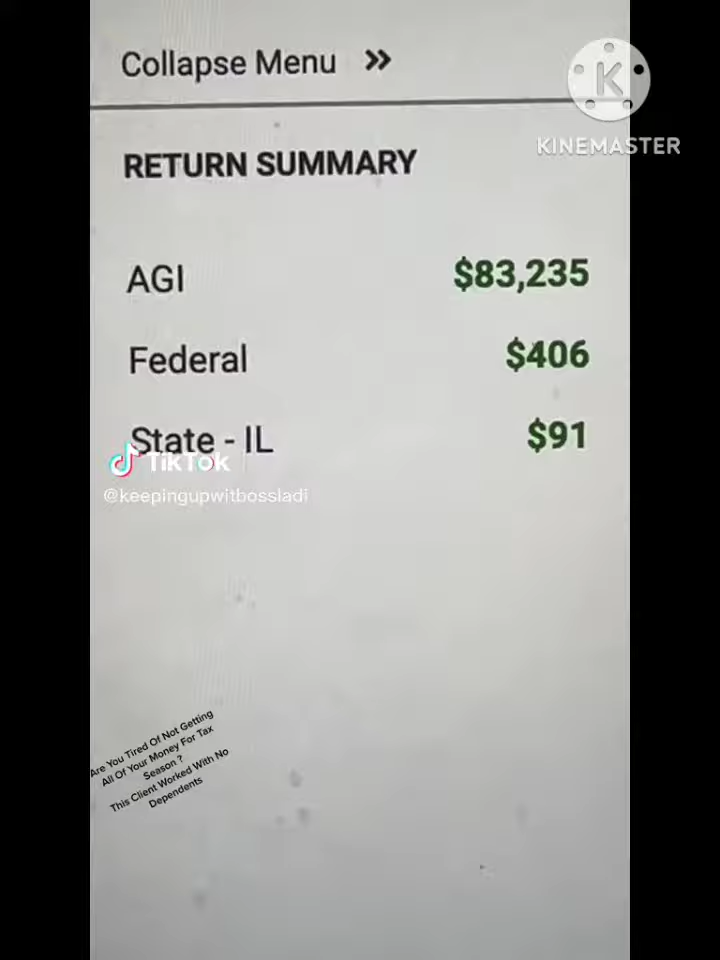 Collapse Menu »
K
KINEMASTER
RETURN SUMMARY
AGI $83,235
Federal $406
State - IL $91
TikTok
@keepingupwitbossladi
Are You Tired Of Not Getting
All Of Your Money For Tax
Season ?
This Client Worked With No
Dependents